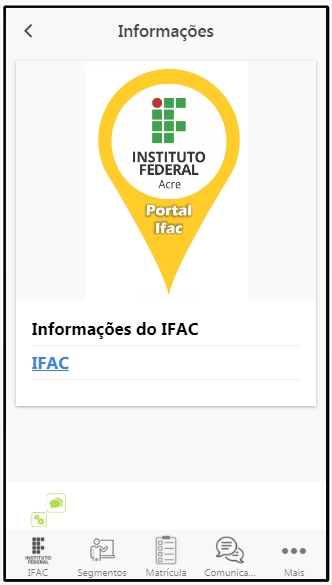 Informações
INSTITUTO
FEDERAL
Acre
Portal
Ifac
Informações do IFAC
IFAC
INSTITUTO
FEDERAL
IFAC
Segmentos
Matrícula
Comunica...
Mais